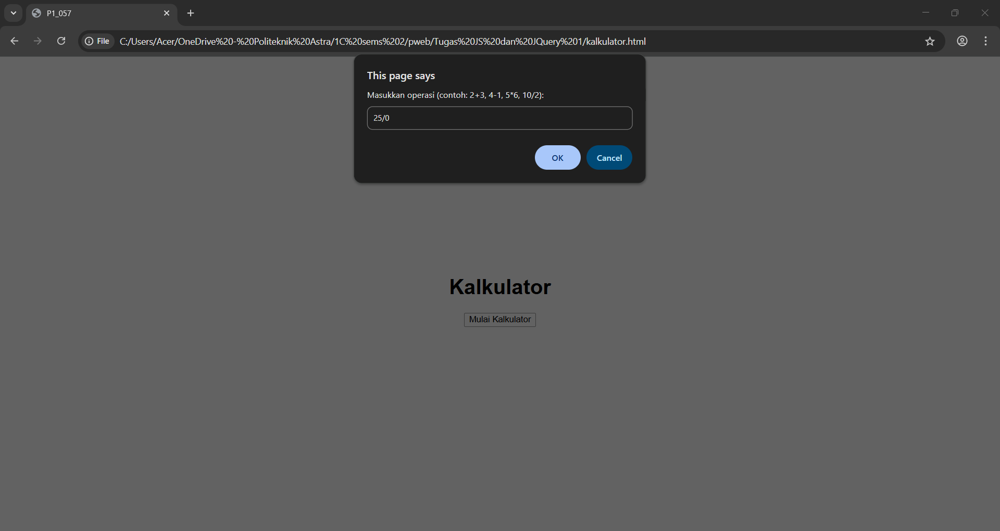 P1_057
File
C:/Users/Acer/OneDrive%20-%20Politeknik%20Astra/1C%20sems%202/pweb/Tugas%20JS%20dan%20JQuery%201/kalkulator.html
This page says
Masukkan operasi (contoh: 2+3, 4-1, 5*6, 10/2):
25/0
OK
Cancel
Kalkulator
Mulai Kalkulator